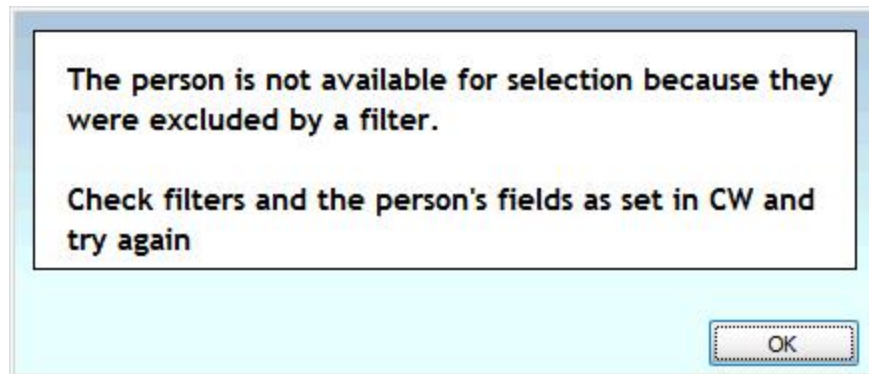 The person is not available for selection because they
were excluded by a filter.
Check filters and the person's fields as set in CW and
try again
OK